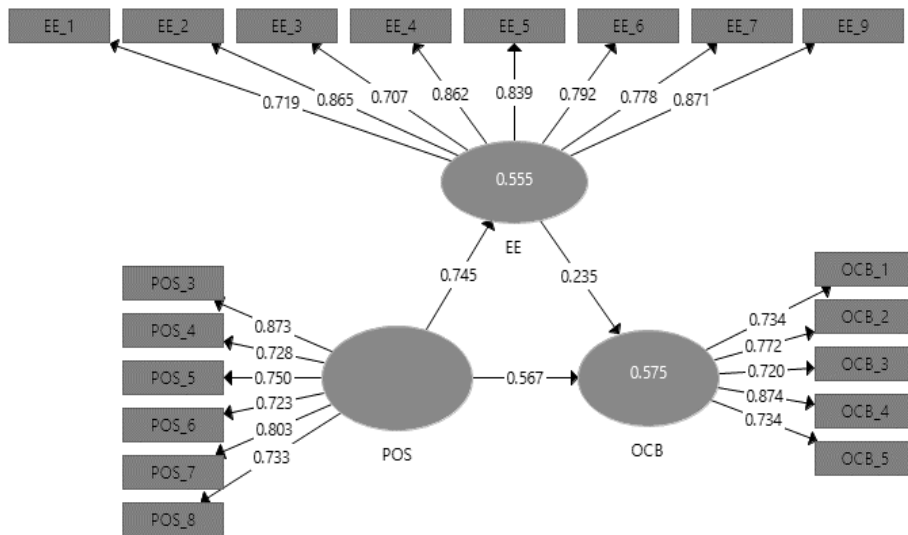 EE_1 EE_2 EE_3 EE_4 EE_5 EE_6 EE_7 EE_9
0.719 0.865 0.707 0.862 0.839 0.792 0.778 0.871
0.555
EE
0.745 0.235
POS_3
POS_4
POS_5
POS_6
POS_7
POS_8
0.873
0.728
0.750
0.723
0.803
0.733
POS
0.567
0.575
OCB
0.734
0.772
0.720
0.874
0.734
OCB_1
OCB_2
OCB_3
OCB_4
OCB_5